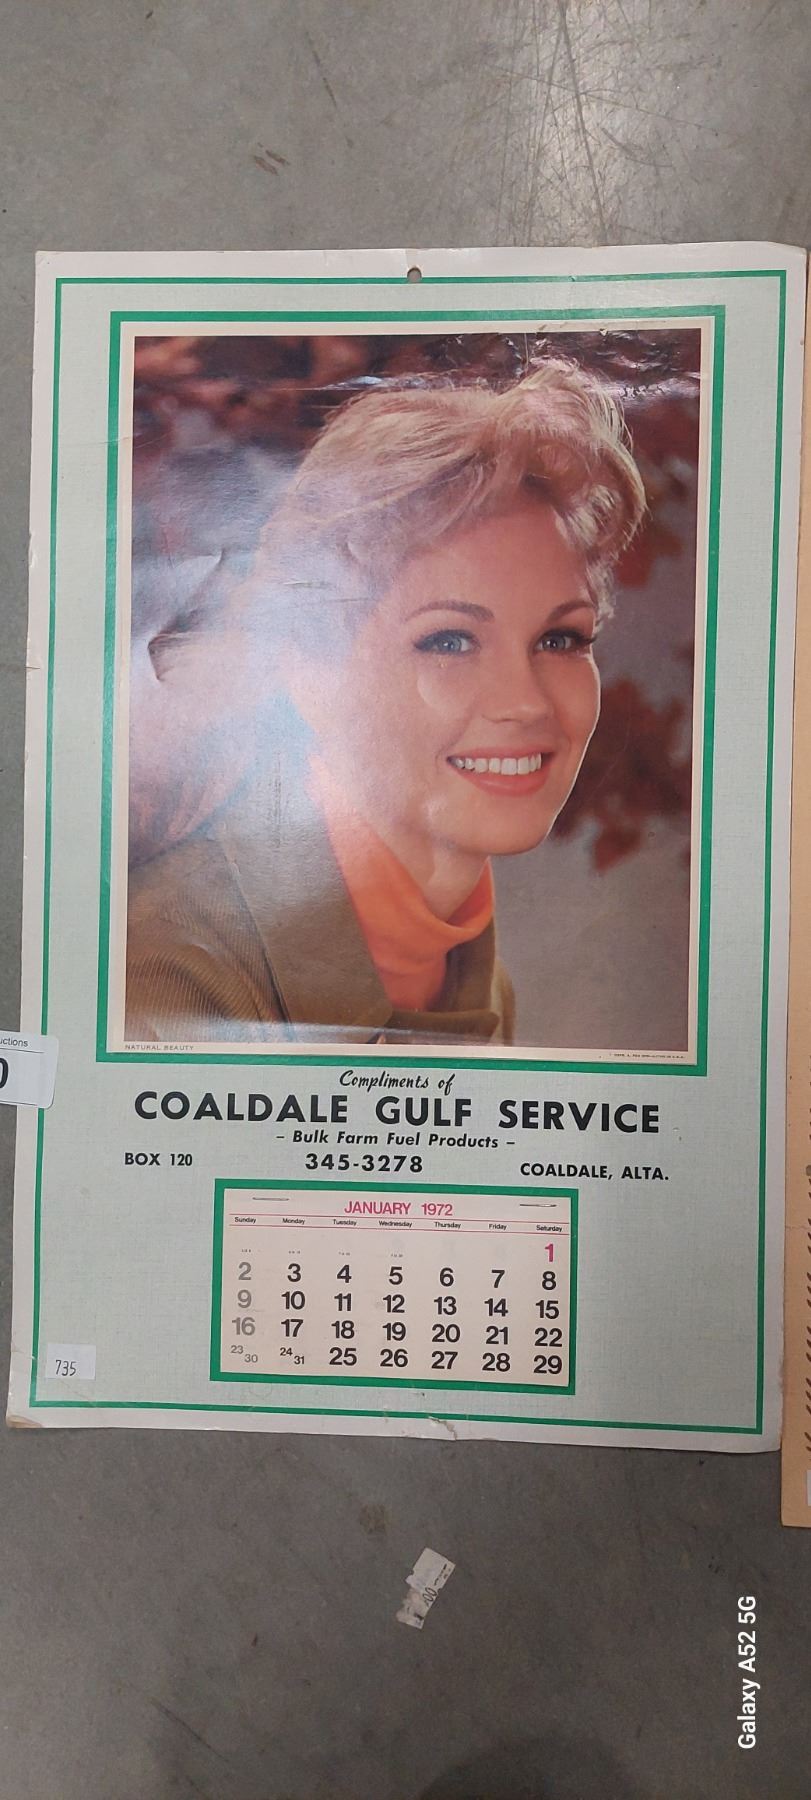 NATURAL BEAUTY
uctions
0
Compliments of
COALDALE GULF SERVICE
- Bulk Farm Fuel Products -
BOX 120
345-3278
COALDALE, ALTA.
JANUARY 1972
Sunday Monday Tuesday Wednesday Thursday Friday Saturday
1
2 3 4 5 6 7 8
9 10 11 12 13 14 15
16 17 18 19 20 21 22
23 30 24 31 25 26 27 28 29
735
00
Galaxy A52 5G